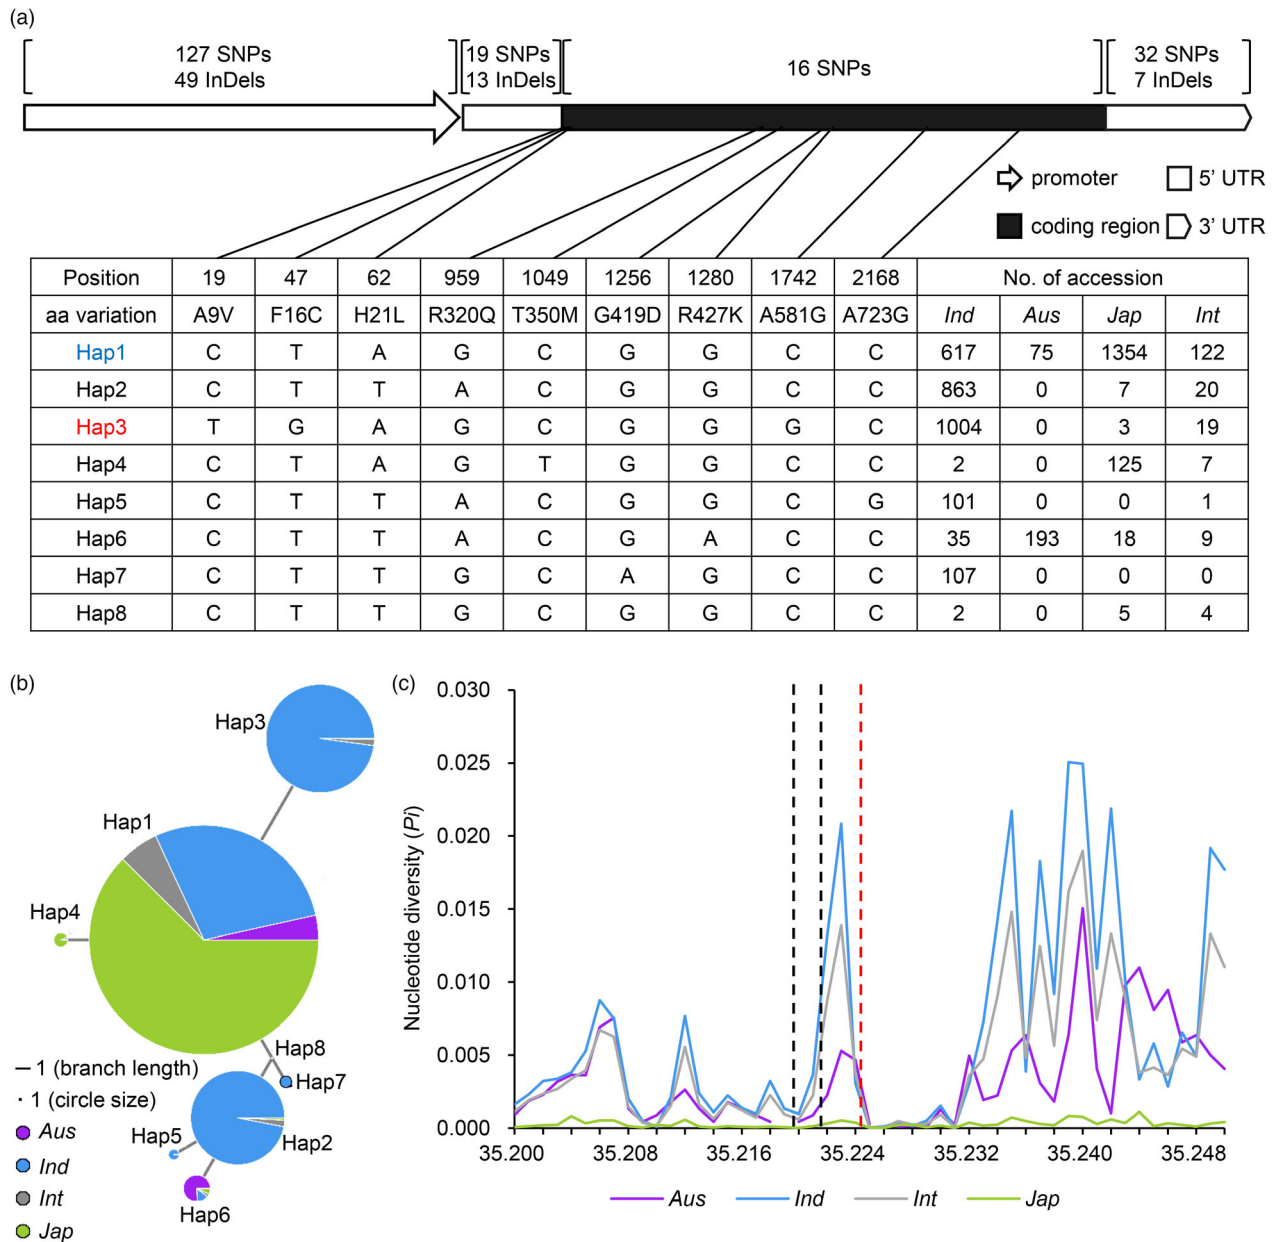 (a)
127 SNPs
49 InDels
19 SNPs
13 InDels
16 SNPs
32 SNPs
7 InDels
promoter
5' UTR
coding region
3' UTR
Position 19 47 62 959 1049 1256 1280 1742 2168 No. of accession
aa variation A9V F16C H21L R320Q T350M G419D R427K A581G A723G Ind Aus Jap Int
Hap1 C T A G C G G C C 617 75 1354 122
Hap2 C T T A C G G C C 863 0 7 20
Hap3 T G A G C G G G C 1004 0 3 19
Hap4 C T A G T G G C C 2 0 125 7
Hap5 C T T A C G G C G 101 0 0 1
Hap6 C T T A C G A C C 35 193 18 9
Hap7 C T T G C A G C C 107 0 0 0
Hap8 C T T G C G G C C 2 0 5 4
(b)
Hap3
Hap1
Hap4
Hap8
Hap7
Hap5
Hap2
Hap6
1 (branch length)
1 (circle size)
Aus
Ind
Int
Jap
(c)
Nucleotide diversity (Pi)
0.030
0.025
0.020
0.015
0.010
0.005
0.000
35.200 35.208 35.216 35.224 35.232 35.240 35.248
Aus Ind Int Jap